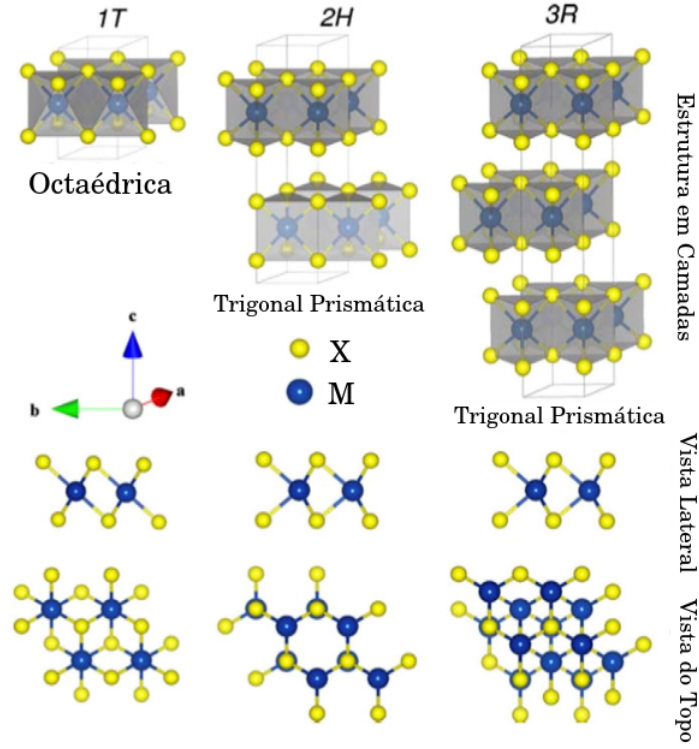 1T
2H
3R
Octaédrica
Trigonal Prismática
Trigonal Prismática
Estrutura em Camadas
c
b
a
X
M
Vista Lateral
Vista do Topo